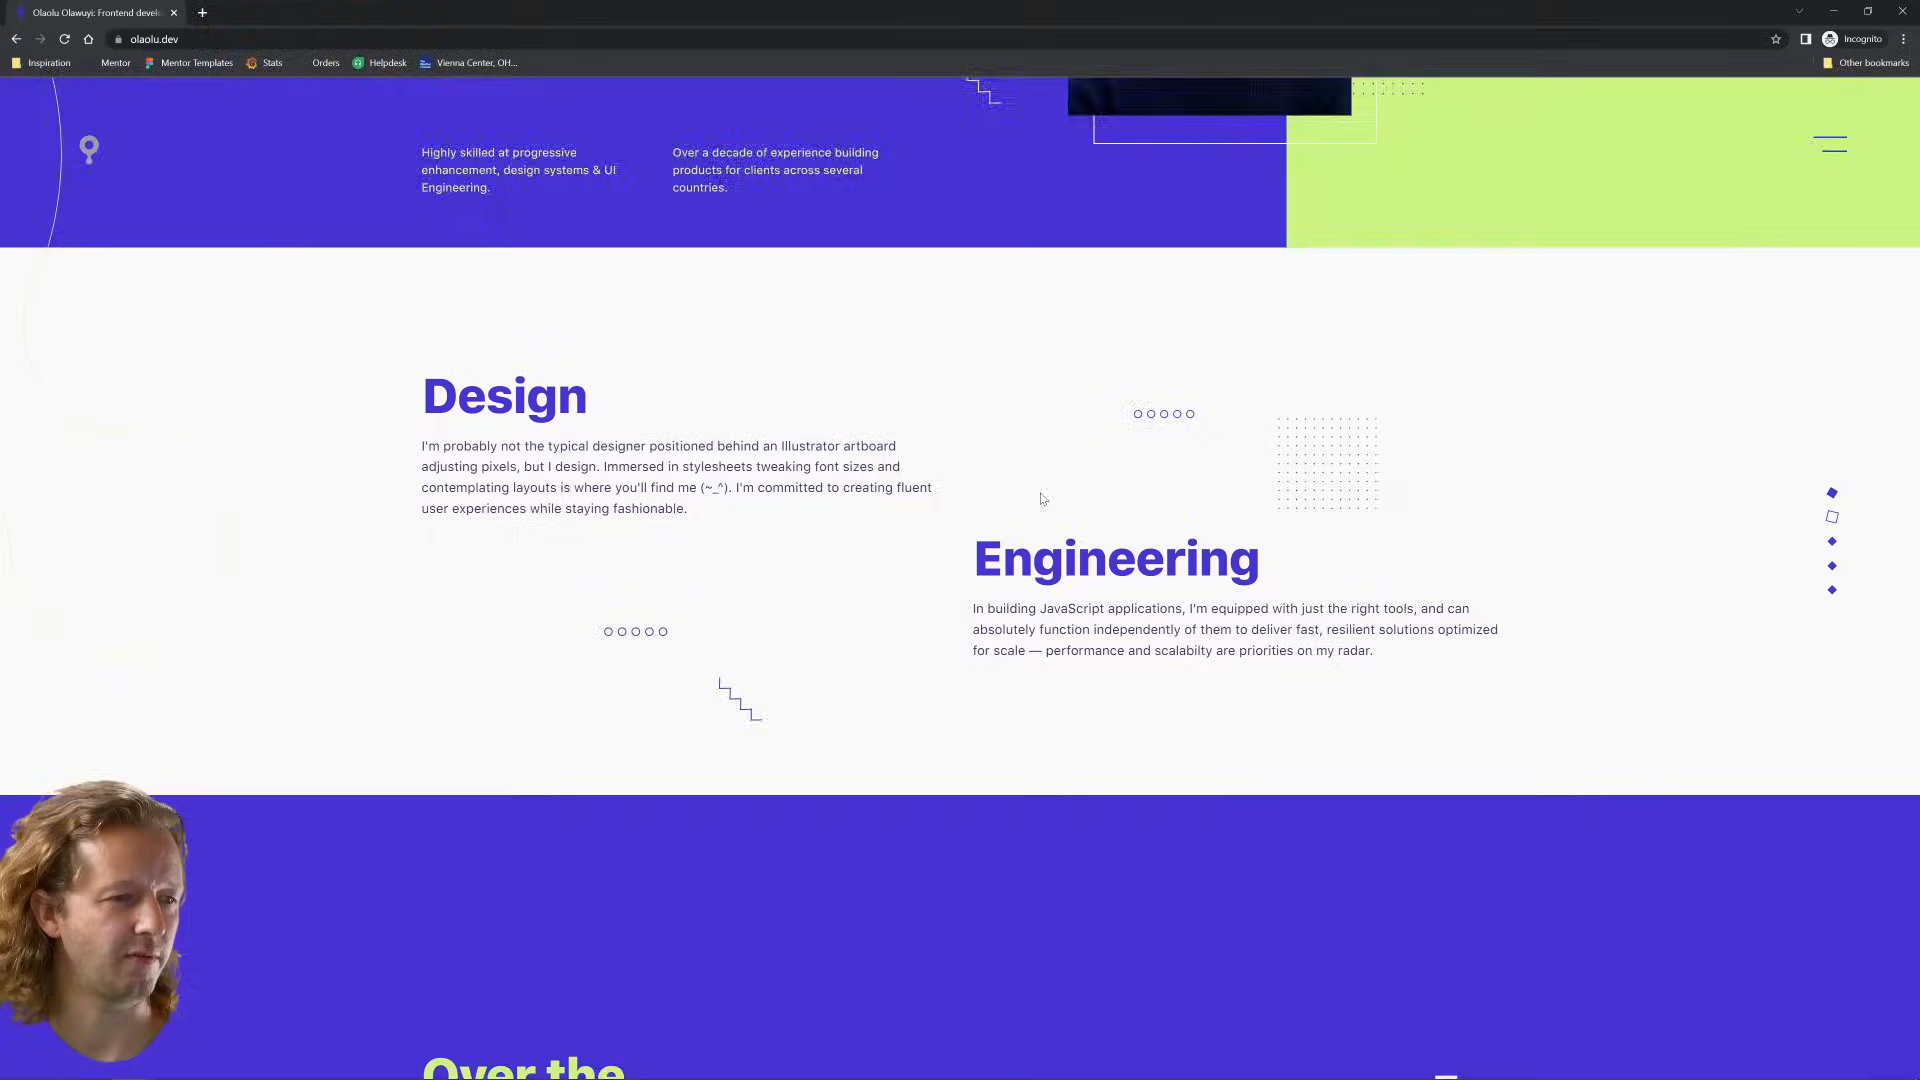 Olaolu Olawuyi: Frontend develo
olaolu.dev
Incognito
Inspiration
Mentor
Mentor Templates
Stats
Orders
Helpdesk
Vienna Center, OH...
Other bookmarks
Highly skilled at progressive
enhancement, design systems & UI
Engineering.
Over a decade of experience building
products for clients across several
countries.
Design
I'm probably not the typical designer positioned behind an Illustrator artboard
adjusting pixels, but I design. Immersed in stylesheets tweaking font sizes and
contemplating layouts is where you'll find me (~_^). I'm committed to creating fluent
user experiences while staying fashionable.
Engineering
In building JavaScript applications, I'm equipped with just the right tools, and can
absolutely function independently of them to deliver fast, resilient solutions optimized
for scale — performance and scalabilty are priorities on my radar.
Over the